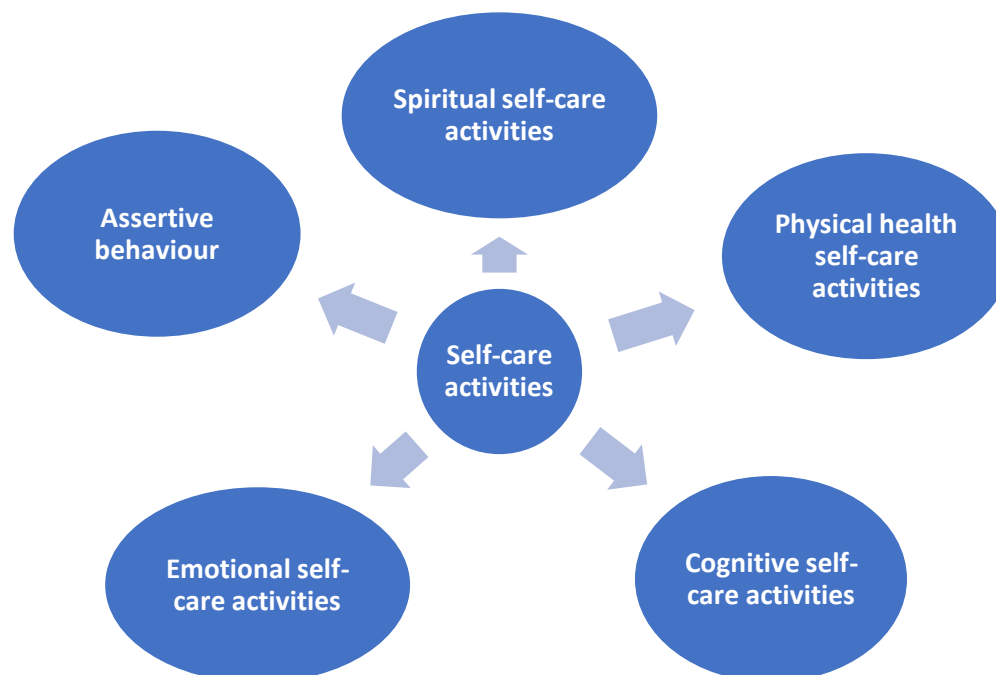 Spiritual self-care
activities
Assertive
behaviour
Physical health
self-care
activities
Self-care
activities
Emotional self-
care activities
Cognitive self-
care activities